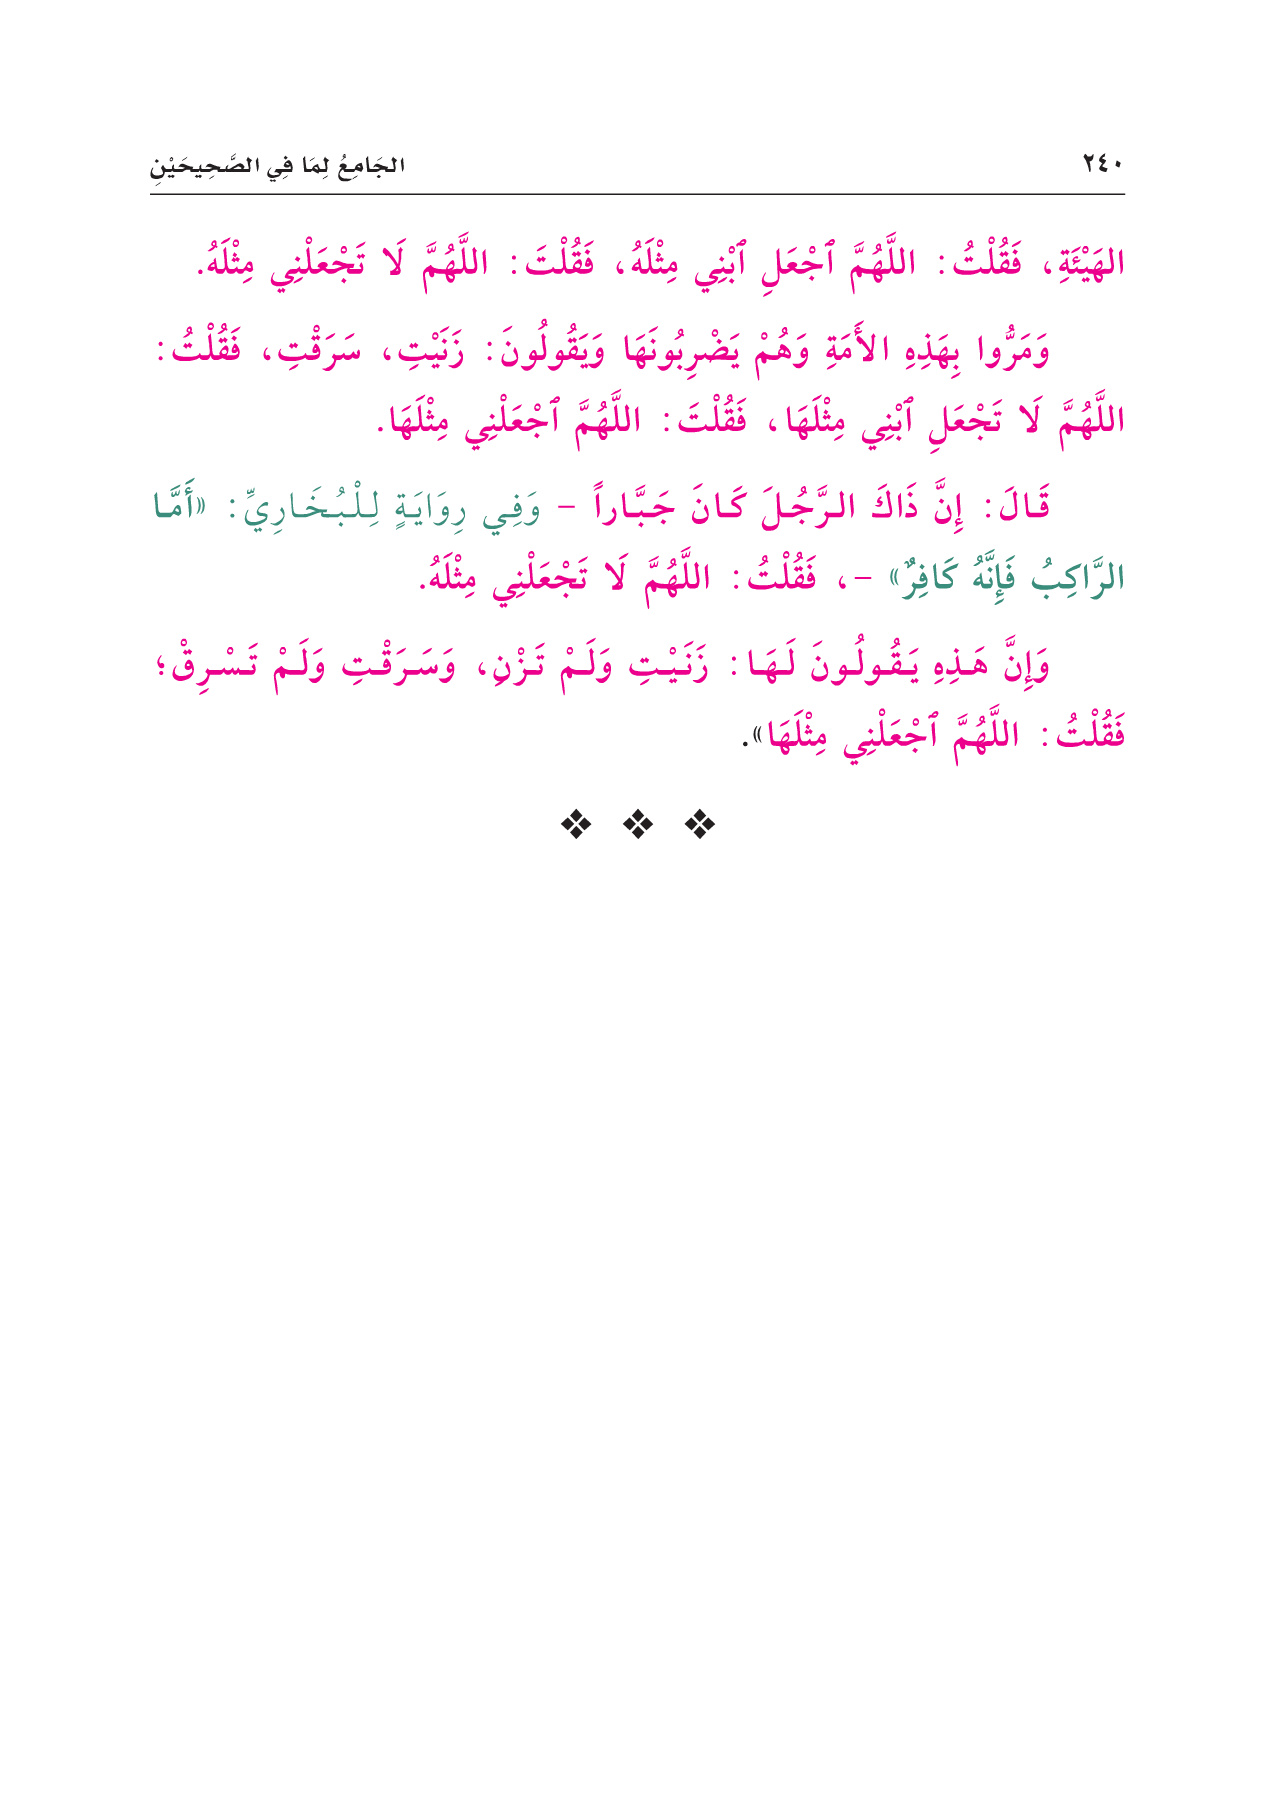 ٢٤٠ الجَامِعُ لِمَا فِي الصَّحِيحَيْنِ
الهَيْئَةِ، فَقُلْتُ: اللَّهُمَّ ٱجْعَلِ ٱبْنِي مِثْلَهُ، فَقُلْتَ: اللَّهُمَّ لَا تَجْعَلْنِي مِثْلَهُ.
وَمَرُّوا بِهَذِهِ الأَمَةِ وَهُمْ يَضْرِبُونَهَا وَيَقُولُونَ: زَنَيْتِ، سَرَقْتِ، فَقُلْتُ:
اللَّهُمَّ لَا تَجْعَلِ ٱبْنِي مِثْلَهَا، فَقُلْتَ: اللَّهُمَّ ٱجْعَلْنِي مِثْلَهَا.
قَالَ: إِنَّ ذَاكَ الرَّجُلَ كَانَ جَبَّاراً – وَفِي رِوَايَةٍ لِلْبُخَارِيِّ: «أَمَّا
الرَّاكِبُ فَإِنَّهُ كَافِرٌ» –، فَقُلْتُ: اللَّهُمَّ لَا تَجْعَلْنِي مِثْلَهُ.
وَإِنَّ هَذِهِ يَقُولُونَ لَهَا: زَنَيْتِ وَلَمْ تَزْنِ، وَسَرَقْتِ وَلَمْ تَسْرِقْ؛
فَقُلْتُ: اللَّهُمَّ ٱجْعَلْنِي مِثْلَهَا».